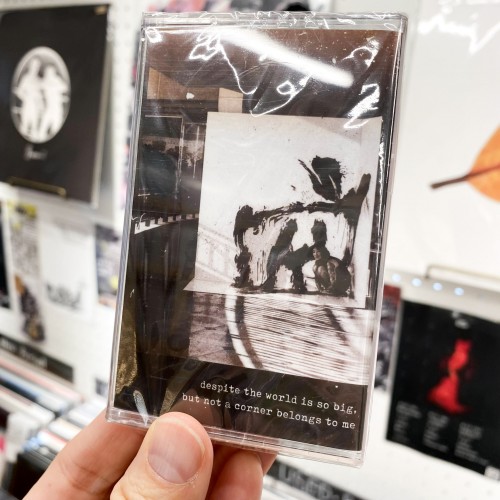 despite the world is so big,
but not a corner belongs to me